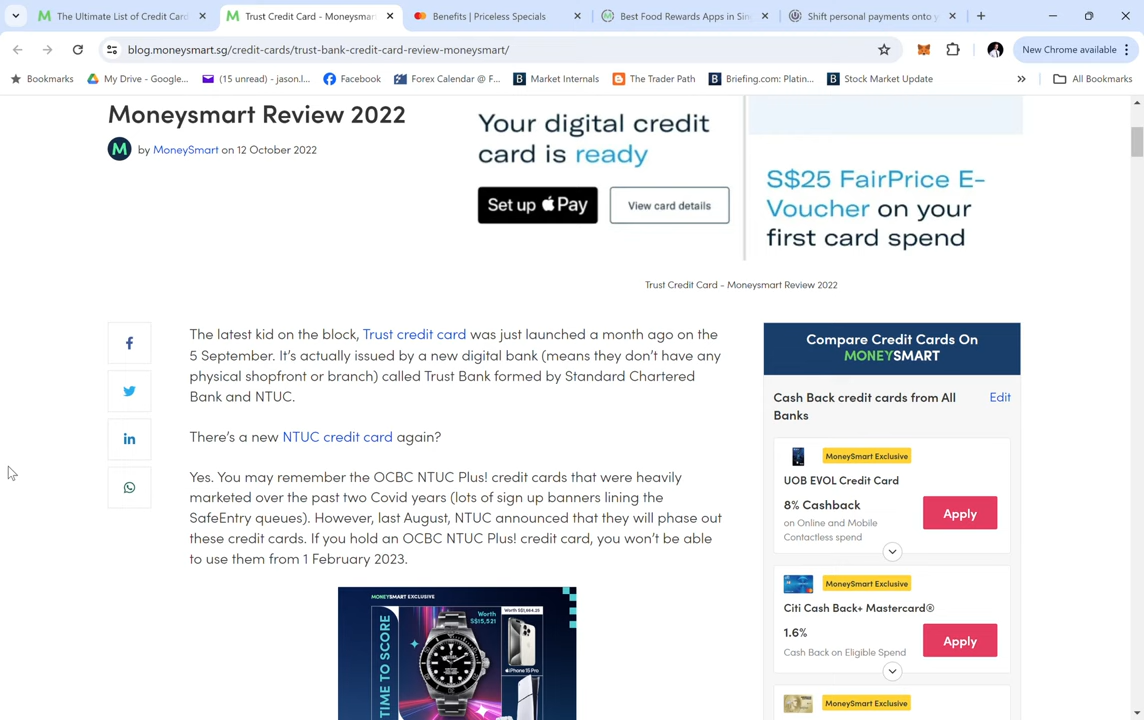 The Ultimate List of Credit Card
Trust Credit Card - Moneysmar
Benefits | Priceless Specials
Best Food Rewards Apps in Sin
Shift personal payments onto y
blog.moneysmart.sg/credit-cards/trust-bank-credit-card-review-moneysmart/
New Chrome available
Bookmarks
My Drive - Google...
(15 unread) - jason.l...
Facebook
Forex Calendar @ F...
Market Internals
The Trader Path
Briefing.com: Platin...
Stock Market Update
All Bookmarks
Moneysmart Review 2022
by MoneySmart on 12 October 2022
Your digital credit
card is ready
Set up Pay
View card details
S$25 FairPrice E-
Voucher on your
first card spend
Trust Credit Card – Moneysmart Review 2022
The latest kid on the block, Trust credit card was just launched a month ago on the
5 September. It's actually issued by a new digital bank (means they don't have any
physical shopfront or branch) called Trust Bank formed by Standard Chartered
Bank and NTUC.
There's a new NTUC credit card again?
Yes. You may remember the OCBC NTUC Plus! credit cards that were heavily
marketed over the past two Covid years (lots of sign up banners lining the
SafeEntry queues). However, last August, NTUC announced that they will phase out
these credit cards. If you hold an OCBC NTUC Plus! credit card, you won't be able
to use them from 1 February 2023.
MONEYSMART EXCLUSIVE
TIME TO SCORE
Worth
S$15,521
Worth S$1,664.25
iPhone 15 Pro
Compare Credit Cards On
MONEYSMART
Cash Back credit cards from All
Banks
Edit
MoneySmart Exclusive
UOB EVOL Credit Card
8% Cashback
on Online and Mobile
Contactless spend
Apply
MoneySmart Exclusive
Citi Cash Back+ Mastercard®
1.6%
Cash Back on Eligible Spend
Apply
MoneySmart Exclusive